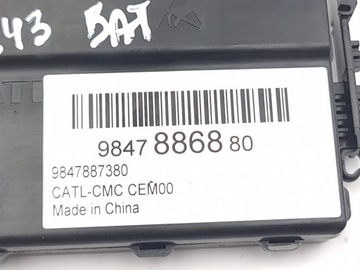 43 BAT
9847 8868 80
9847887380
CATL-CMC CEM00
Made in China